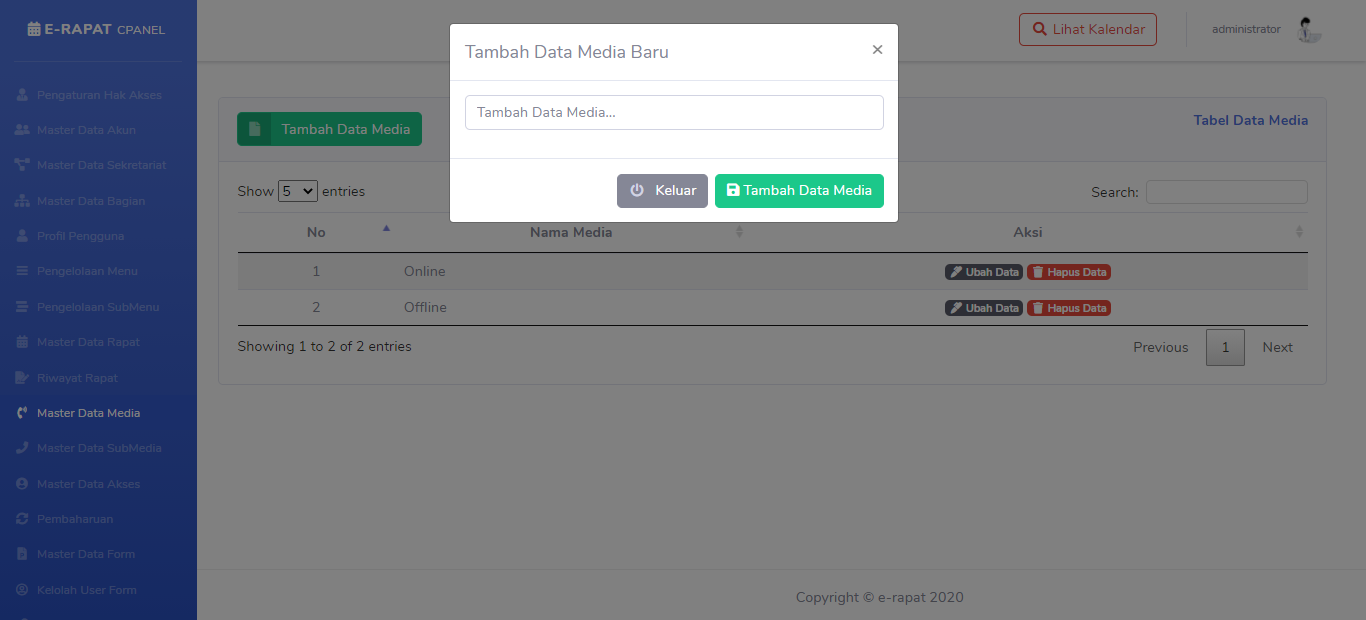 E-RAPAT CPANEL
Lihat Kalendar
administrator
Pengaturan Hak Akses
Master Data Akun
Master Data Sekretariat
Master Data Bagian
Profil Pengguna
Pengelolaan Menu
Pengelolaan SubMenu
Master Data Rapat
Riwayat Rapat
Master Data Media
Master Data SubMedia
Master Data Akses
Pembaharuan
Master Data Form
Kelolah User Form
Tambah Data Media Baru
×
Tambah Data Media...
Keluar
Tambah Data Media
Tambah Data Media
Tabel Data Media
Show 5 entries
Search:
No Nama Media Aksi
1 Online Ubah Data Hapus Data
2 Offline Ubah Data Hapus Data
Showing 1 to 2 of 2 entries
Previous 1 Next
Copyright © e-rapat 2020